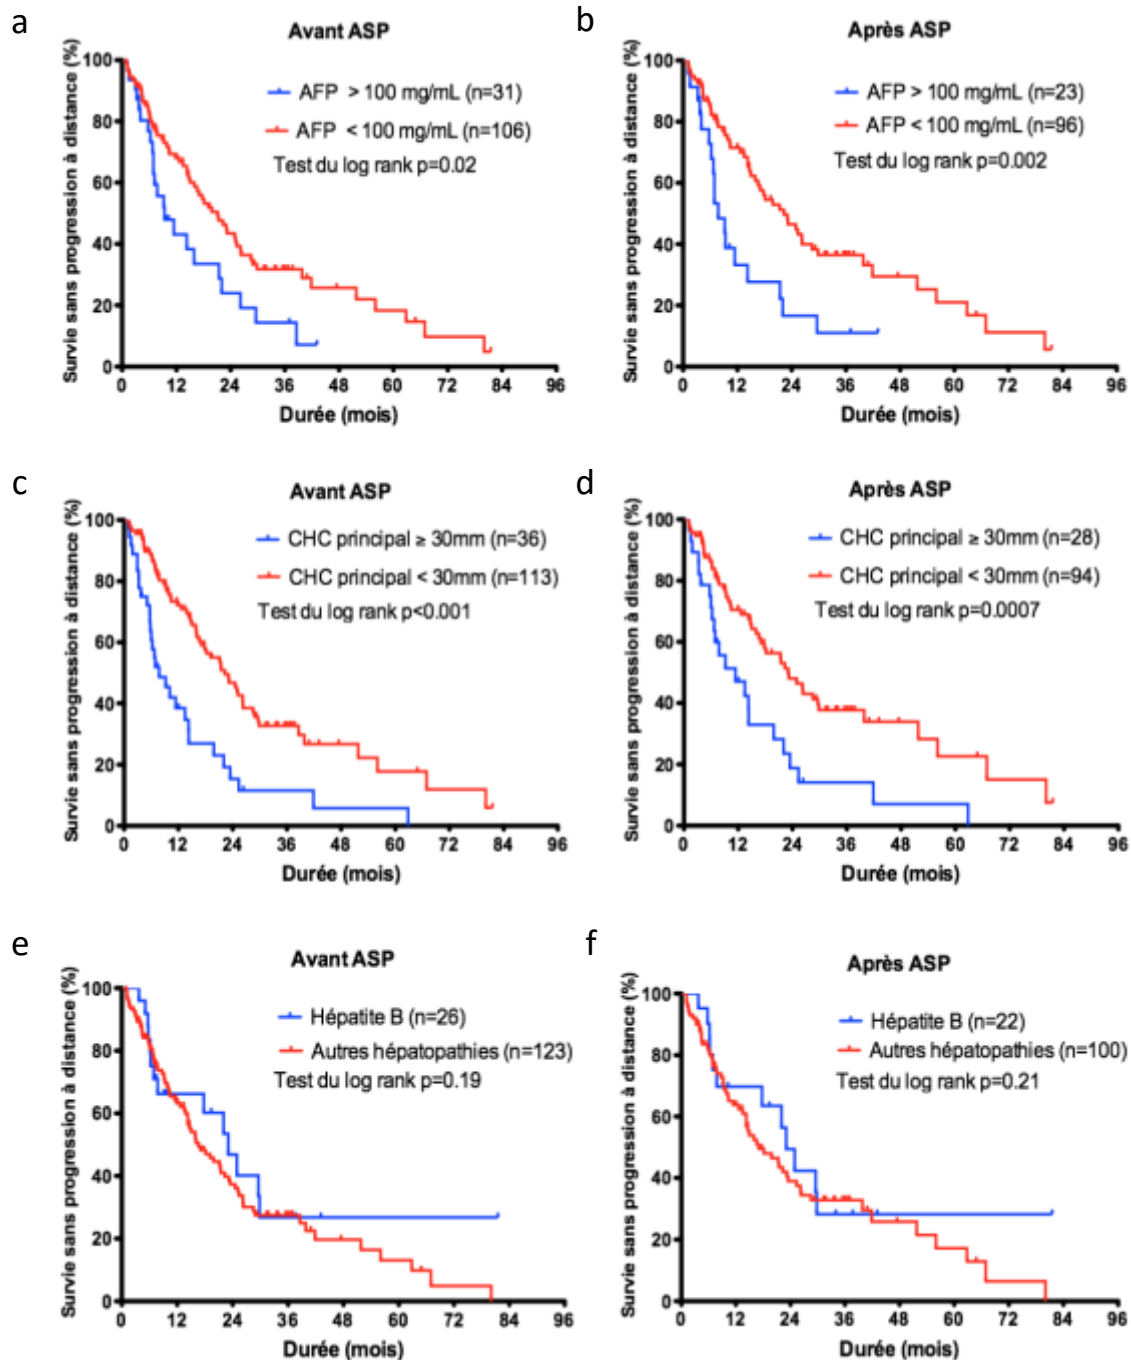 a
Avant ASP
Survie sans progression à distance (%)
100
80
60
40
20
0
AFP > 100 mg/mL (n=31)
AFP < 100 mg/mL (n=106)
Test du log rank p=0.02
0 12 24 36 48 60 72 84 96
Durée (mois)
b
Après ASP
Survie sans progression à distance (%)
100
80
60
40
20
0
AFP > 100 mg/mL (n=23)
AFP < 100 mg/mL (n=96)
Test du log rank p=0.002
0 12 24 36 48 60 72 84 96
Durée (mois)
c
Avant ASP
Survie sans progression à distance (%)
100
80
60
40
20
0
CHC principal ≥ 30mm (n=36)
CHC principal < 30mm (n=113)
Test du log rank p<0.001
0 12 24 36 48 60 72 84 96
Durée (mois)
d
Après ASP
Survie sans progression à distance (%)
100
80
60
40
20
0
CHC principal ≥ 30mm (n=28)
CHC principal < 30mm (n=94)
Test du log rank p=0.0007
0 12 24 36 48 60 72 84 96
Durée (mois)
e
Avant ASP
Survie sans progression à distance (%)
100
80
60
40
20
0
Hépatite B (n=26)
Autres hépatopathies (n=123)
Test du log rank p=0.19
0 12 24 36 48 60 72 84 96
Durée (mois)
f
Après ASP
Survie sans progression à distance (%)
100
80
60
40
20
0
Hépatite B (n=22)
Autres hépatopathies (n=100)
Test du log rank p=0.21
0 12 24 36 48 60 72 84 96
Durée (mois)